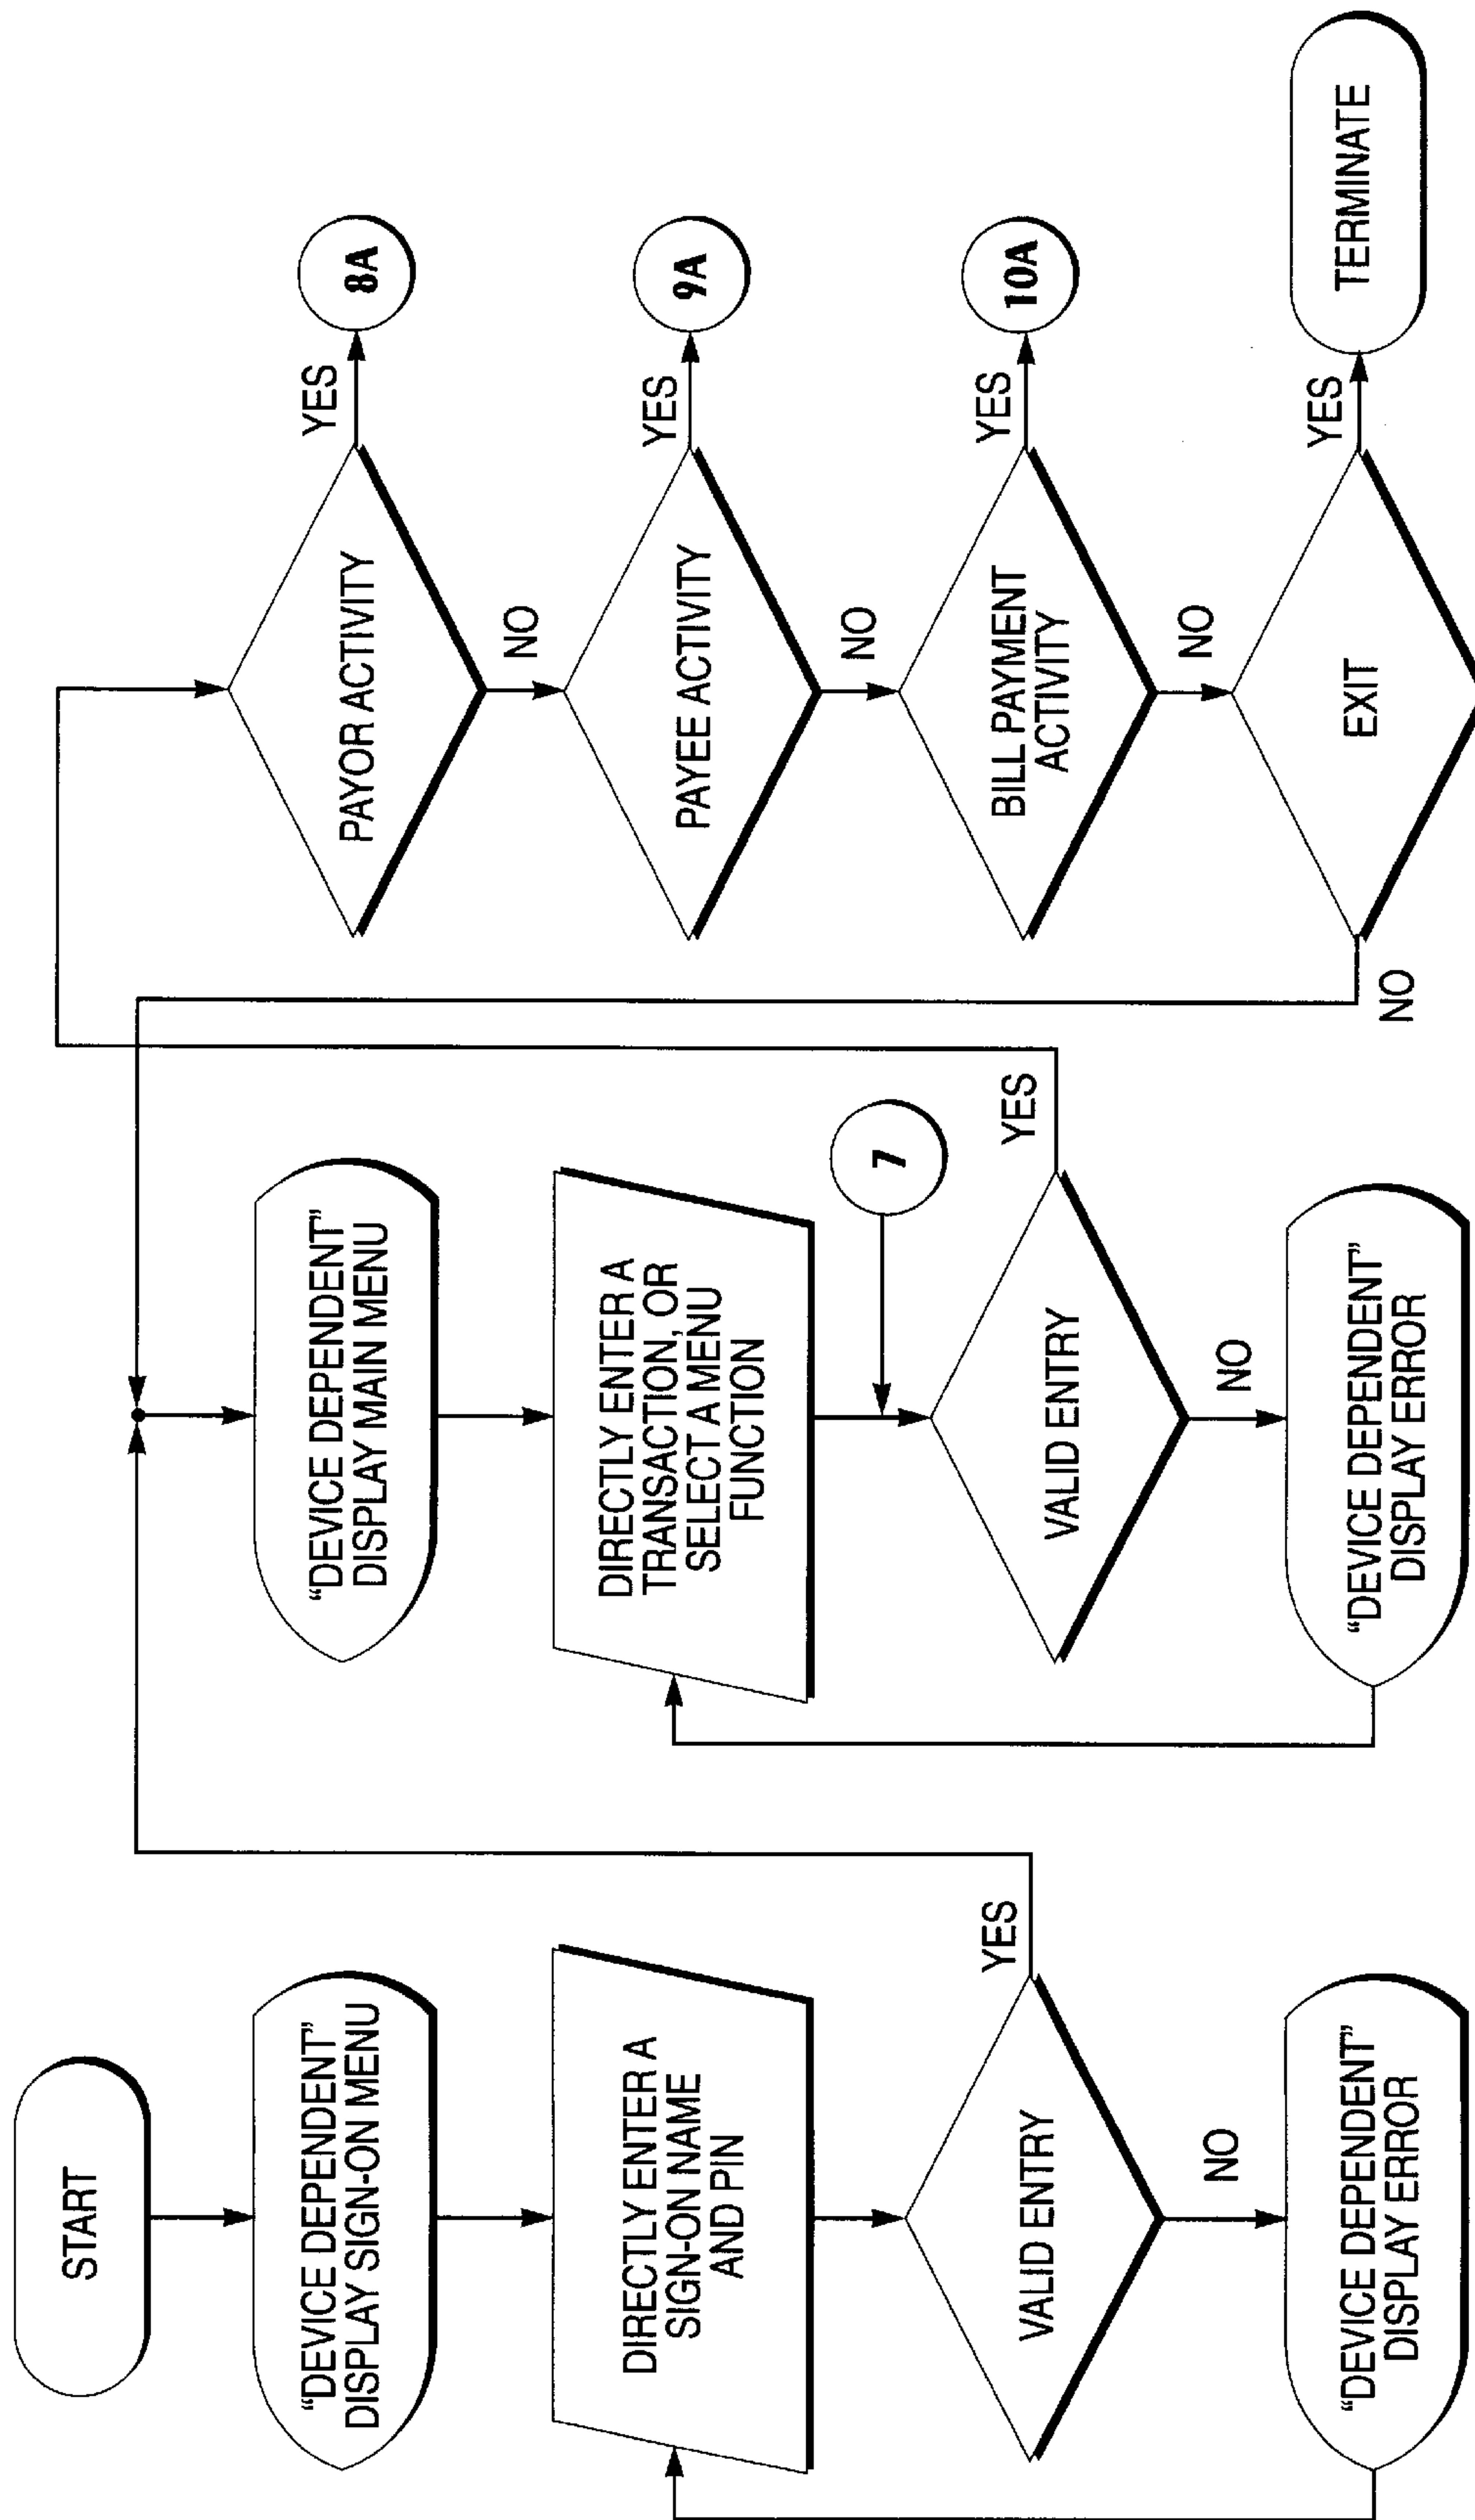 START
“DEVICE DEPENDENT”
DISPLAY SIGN-ON MENU
DIRECTLY ENTER A
SIGN-ON NAME
AND PIN
VALID ENTRY
YES
NO
“DEVICE DEPENDENT”
DISPLAY ERROR
“DEVICE DEPENDENT”
DISPLAY MAIN MENU
DIRECTLY ENTER A
TRANSACTION, OR
SELECT A MENU
FUNCTION
7
VALID ENTRY
YES
NO
“DEVICE DEPENDENT”
DISPLAY ERROR
PAYOR ACTIVITY
YES
8A
NO
PAYEE ACTIVITY
YES
9A
NO
BILL PAYMENT
ACTIVITY
YES
10A
NO
EXIT
YES
TERMINATE
NO